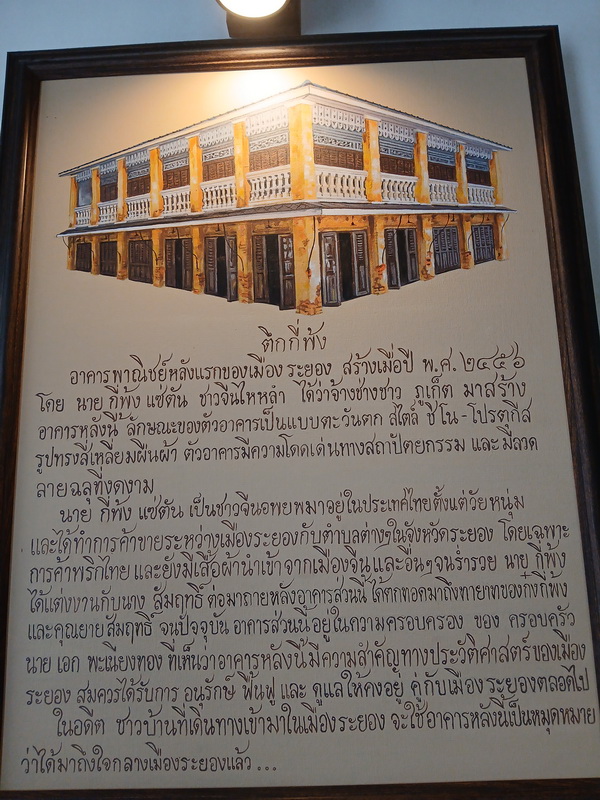 ตึกกี่พ้ง
อาคารพาณิชย์หลังแรกของเมือง ระยอง สร้างเมื่อปี พ.ศ. ๒๔๕๖
โดย นาย กี่พ้ง แซ่ตัน ชาวจีนไหหลำ ได้ว่าจ้างช่างชาว ภูเก็ต มาสร้าง
อาคารหลังนี้ ลักษณะของตัวอาคารเป็นแบบตะวันตก สไตล์ ชิโน-โปรตุกีส
รูปทรงสี่เหลี่ยมผืนผ้า ตัวอาคารมีความโดดเด่นทางสถาปัตยกรรม และมีลวด
ลายฉลุที่งดงาม
นาย กี่พ้ง แซ่ตัน เป็นชาวจีนอพยพมาอยู่ในประเทศไทยตั้งแต่วัยหนุ่ม
และได้ทำการค้าขายระหว่างเมืองระยองกับตำบลต่างๆในจังหวัดระยอง โดยเฉพาะ
การค้าพริกไทย และยังมีเสื้อผ้านำเข้า จากเมืองจีนและอื่นๆจนร่ำรวย นาย กี่พ้ง
ได้แต่งงานกับนาง สัมฤทธิ์ ต่อมาภายหลังอาคารส่วนนี้ ได้ตกทอดมาถึงทายาทของก๋งกี่พ้ง
และคุณยายสัมฤทธิ์ จนปัจจุบัน อาคารส่วนนี้อยู่ในความครอบครอง ของ ครอบครัว
นาย เอก พะเนียงทอง ที่เห็นว่าอาคารหลังนี้มีความสำคัญทางประวัติศาสตร์ของเมือง
ระยอง สมควรได้รับการ อนุรักษ์ ฟื้นฟู และ ดูแลให้คงอยู่ คู่กับเมืองระยองตลอดไป
ในอดีต ชาวบ้านที่เดินทางเข้ามาในเมืองระยอง จะใช้อาคารหลังนี้เป็นหมุดหมาย
ว่าได้มาถึงใจกลางเมืองระยองแล้ว ...